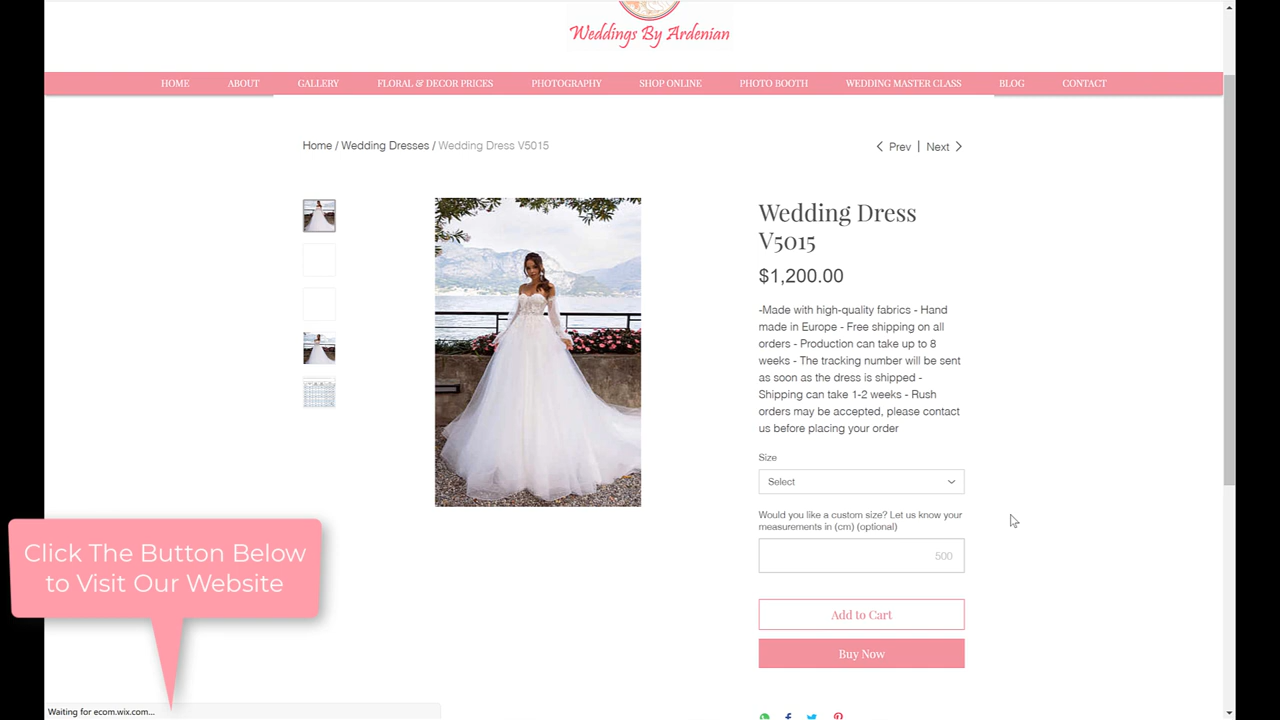 Weddings By Ardenian
HOME ABOUT GALLERY FLORAL & DECOR PRICES PHOTOGRAPHY SHOP ONLINE PHOTO BOOTH WEDDING MASTER CLASS BLOG CONTACT
Home / Wedding Dresses / Wedding Dress V5015
Prev | Next
Wedding Dress
V5015
$1,200.00
-Made with high-quality fabrics - Hand
made in Europe - Free shipping on all
orders - Production can take up to 8
weeks - The tracking number will be sent
as soon as the dress is shipped -
Shipping can take 1-2 weeks - Rush
orders may be accepted, please contact
us before placing your order
Size
Select
Would you like a custom size? Let us know your
measurements in (cm) (optional)
500
Add to Cart
Buy Now
Click The Button Below
to Visit Our Website
Waiting for ecom.wix.com...